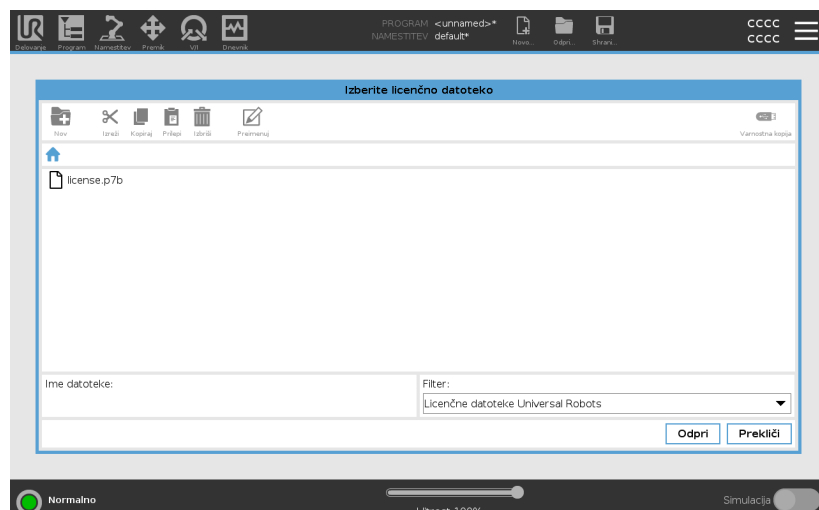 PROGRAM <unnamed>*
NAMESTITEV default*
CCCC
CCCC
Delovanje Program Namestitev Premik V/I Dnevnik Novo... Odpri... Shrani...
Izberite licenčno datoteko
Nov Izreži Kopiraj Prilepi Izbriši Preimenuj Varnostna kopija
license.p7b
Ime datoteke:
Filter:
Licenčne datoteke Universal Robots
Odpri Prekliči
Normalno
Hitrost 100%
Simulacija